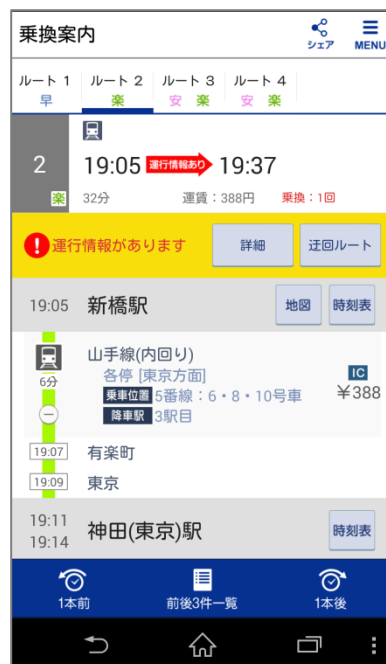 乗換案内
シェア
MENU
ルート 1
ルート 2
ルート 3
ルート 4
早
楽
安 楽
安 楽
2
19:05 運行情報あり 19:37
楽
32分
運賃:388円
乗換:1回
! 運行情報があります
詳細
迂回ルート
19:05
新橋駅
地図
時刻表
山手線(内回り)
6分
各停 [東京方面]
IC
乗車位置 5番線:6・8・10号車
¥388
降車駅 3駅目
19:07 有楽町
19:09 東京
19:11
19:14
神田(東京)駅
時刻表
1本前
前後3件一覧
1本後